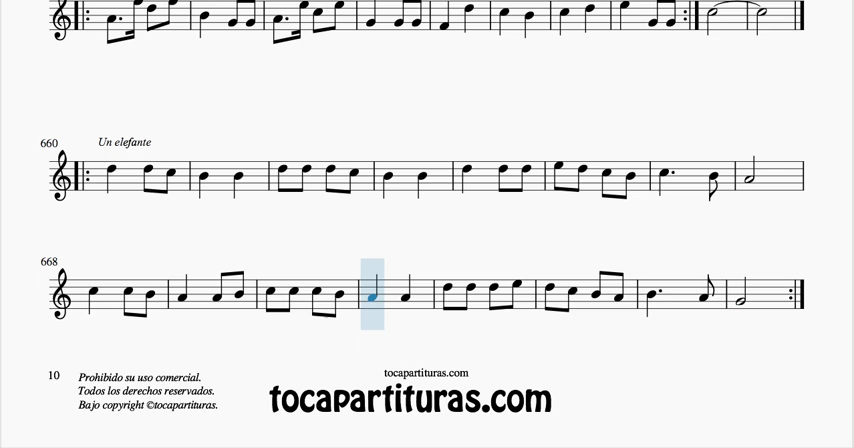 660
Un elefante
668
10
Prohibido su uso comercial.
Todos los derechos reservados.
Bajo copyright ©tocapartituras.
tocapartituras.com
tocapartituras.com